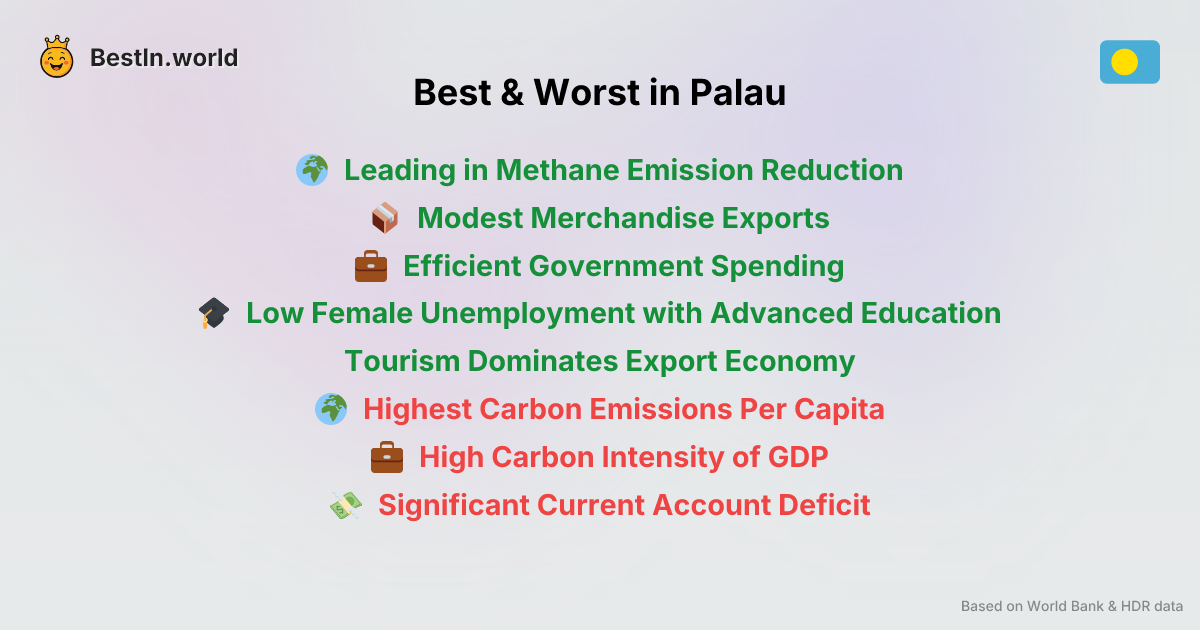 BestIn.world
Best & Worst in Palau
Leading in Methane Emission Reduction
Modest Merchandise Exports
Efficient Government Spending
Low Female Unemployment with Advanced Education
Tourism Dominates Export Economy
Highest Carbon Emissions Per Capita
High Carbon Intensity of GDP
Significant Current Account Deficit
Based on World Bank & HDR data